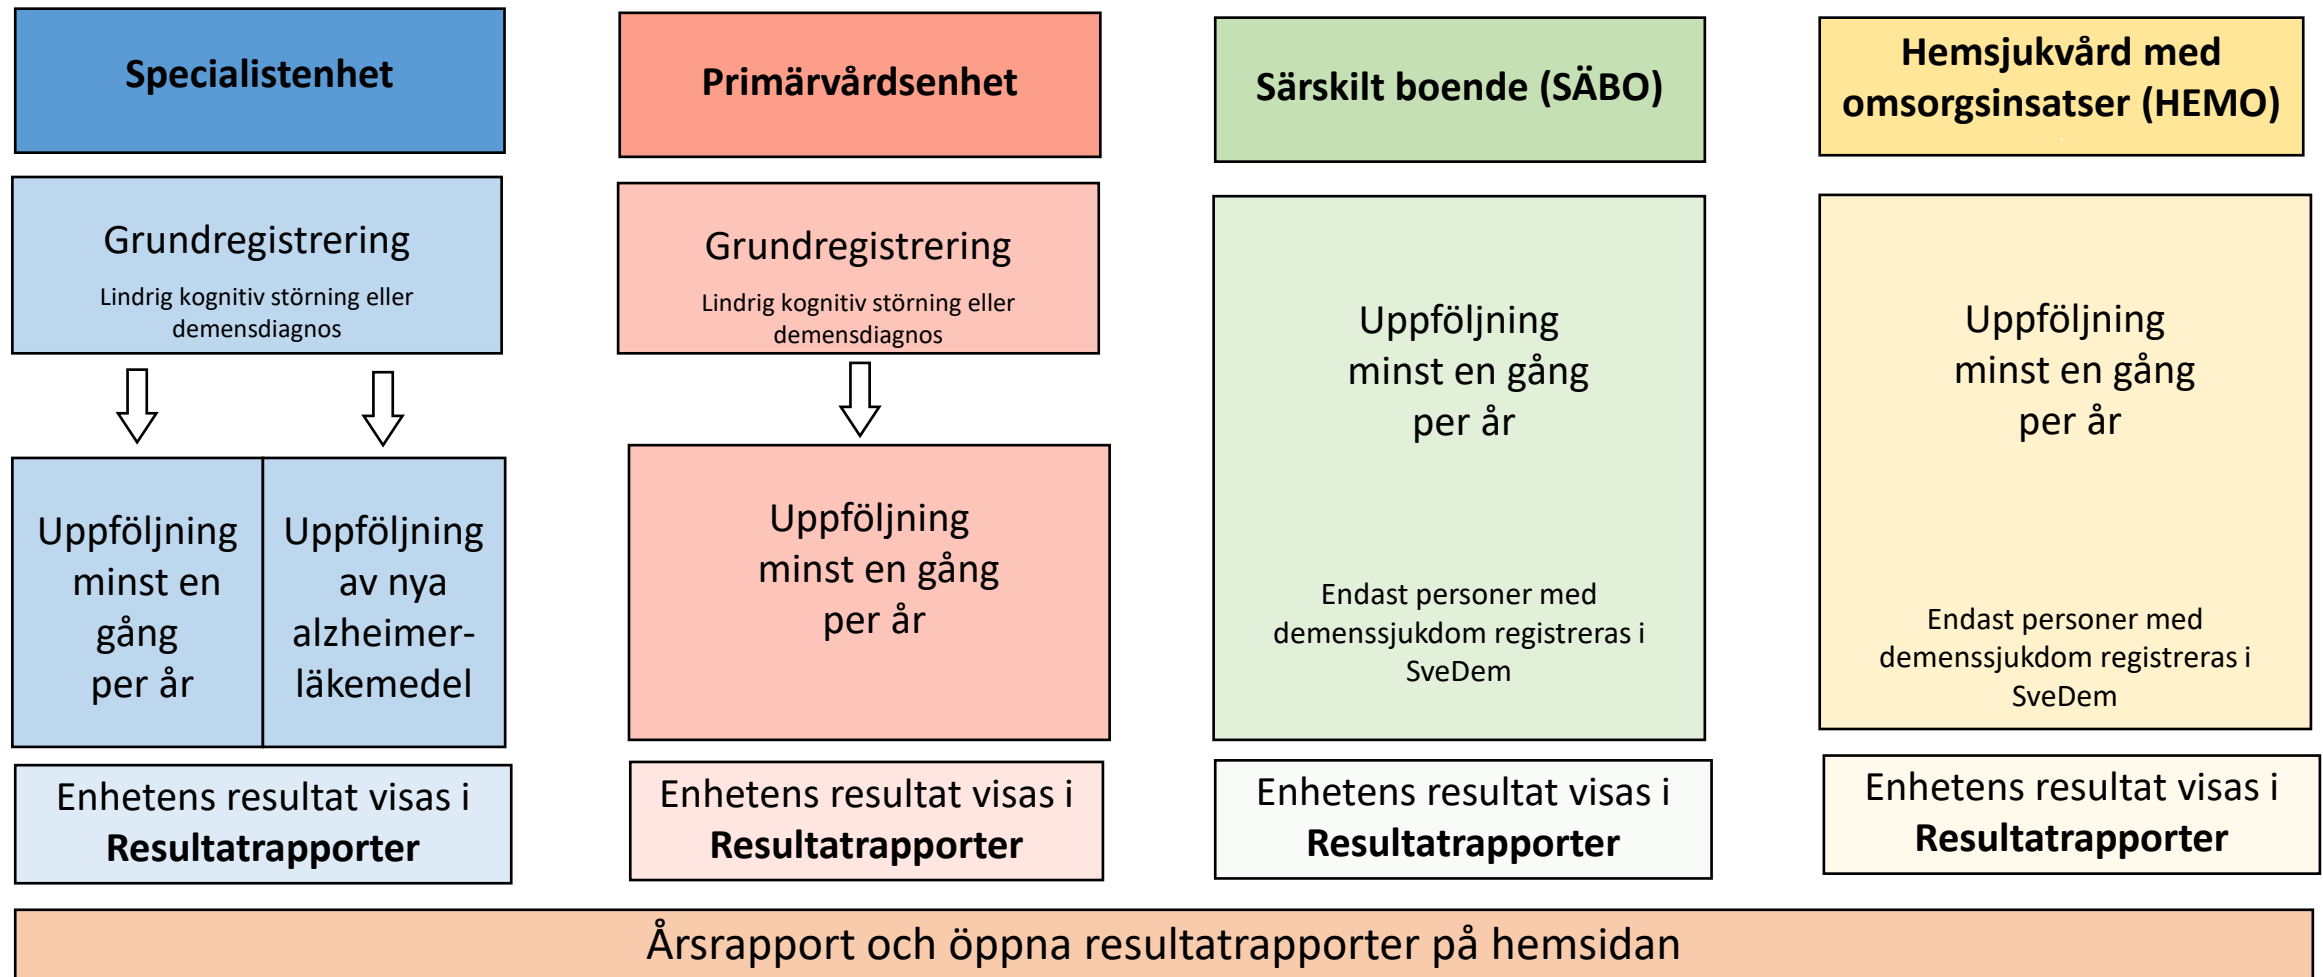 Specialistenhet
Grundregistrering
Lindrig kognitiv störning eller
demensdiagnos
Uppföljning
minst en
gång
per år
Uppföljning
av nya
alzheimer-
läkemedel
Enhetens resultat visas i
Resultatrapporter
Primärvårdsenhet
Grundregistrering
Lindrig kognitiv störning eller
demensdiagnos
Uppföljning
minst en gång
per år
Enhetens resultat visas i
Resultatrapporter
Särskilt boende (SÄBO)
Uppföljning
minst en gång
per år
Endast personer med
demenssjukdom registreras i
SveDem
Enhetens resultat visas i
Resultatrapporter
Hemsjukvård med
omsorgsinsatser (HEMO)
Uppföljning
minst en gång
per år
Endast personer med
demenssjukdom registreras i
SveDem
Enhetens resultat visas i
Resultatrapporter
Årsrapport och öppna resultatrapporter på hemsidan